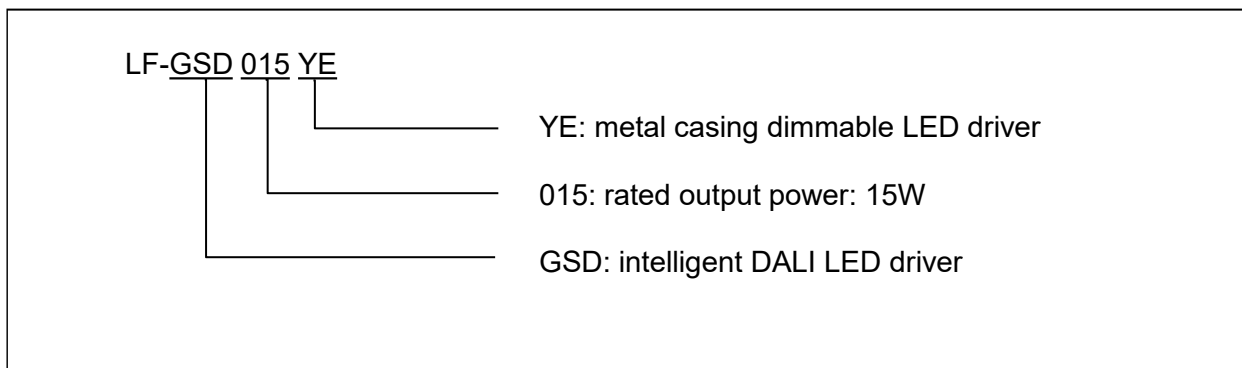 LF-GSD 015 YE
YE: metal casing dimmable LED driver
015: rated output power: 15W
GSD: intelligent DALI LED driver